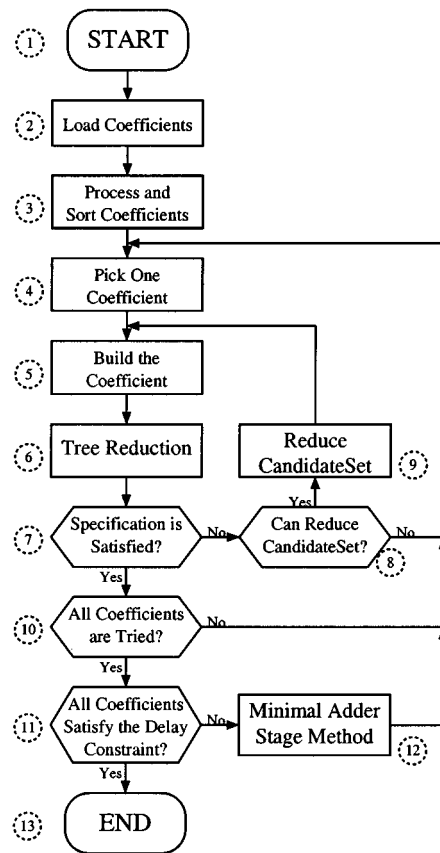 1
START
2
Load Coefficients
3
Process and
Sort Coefficients
4
Pick One
Coefficient
5
Build the
Coefficient
6
Tree Reduction
Reduce
CandidateSet
9
Yes
7
Specification is
Satisfied?
No
Can Reduce
CandidateSet?
No
8
Yes
10
All Coefficients
are Tried?
No
Yes
11
All Coefficients
Satisfy the Delay
Constraint?
No
Minimal Adder
Stage Method
12
Yes
13
END